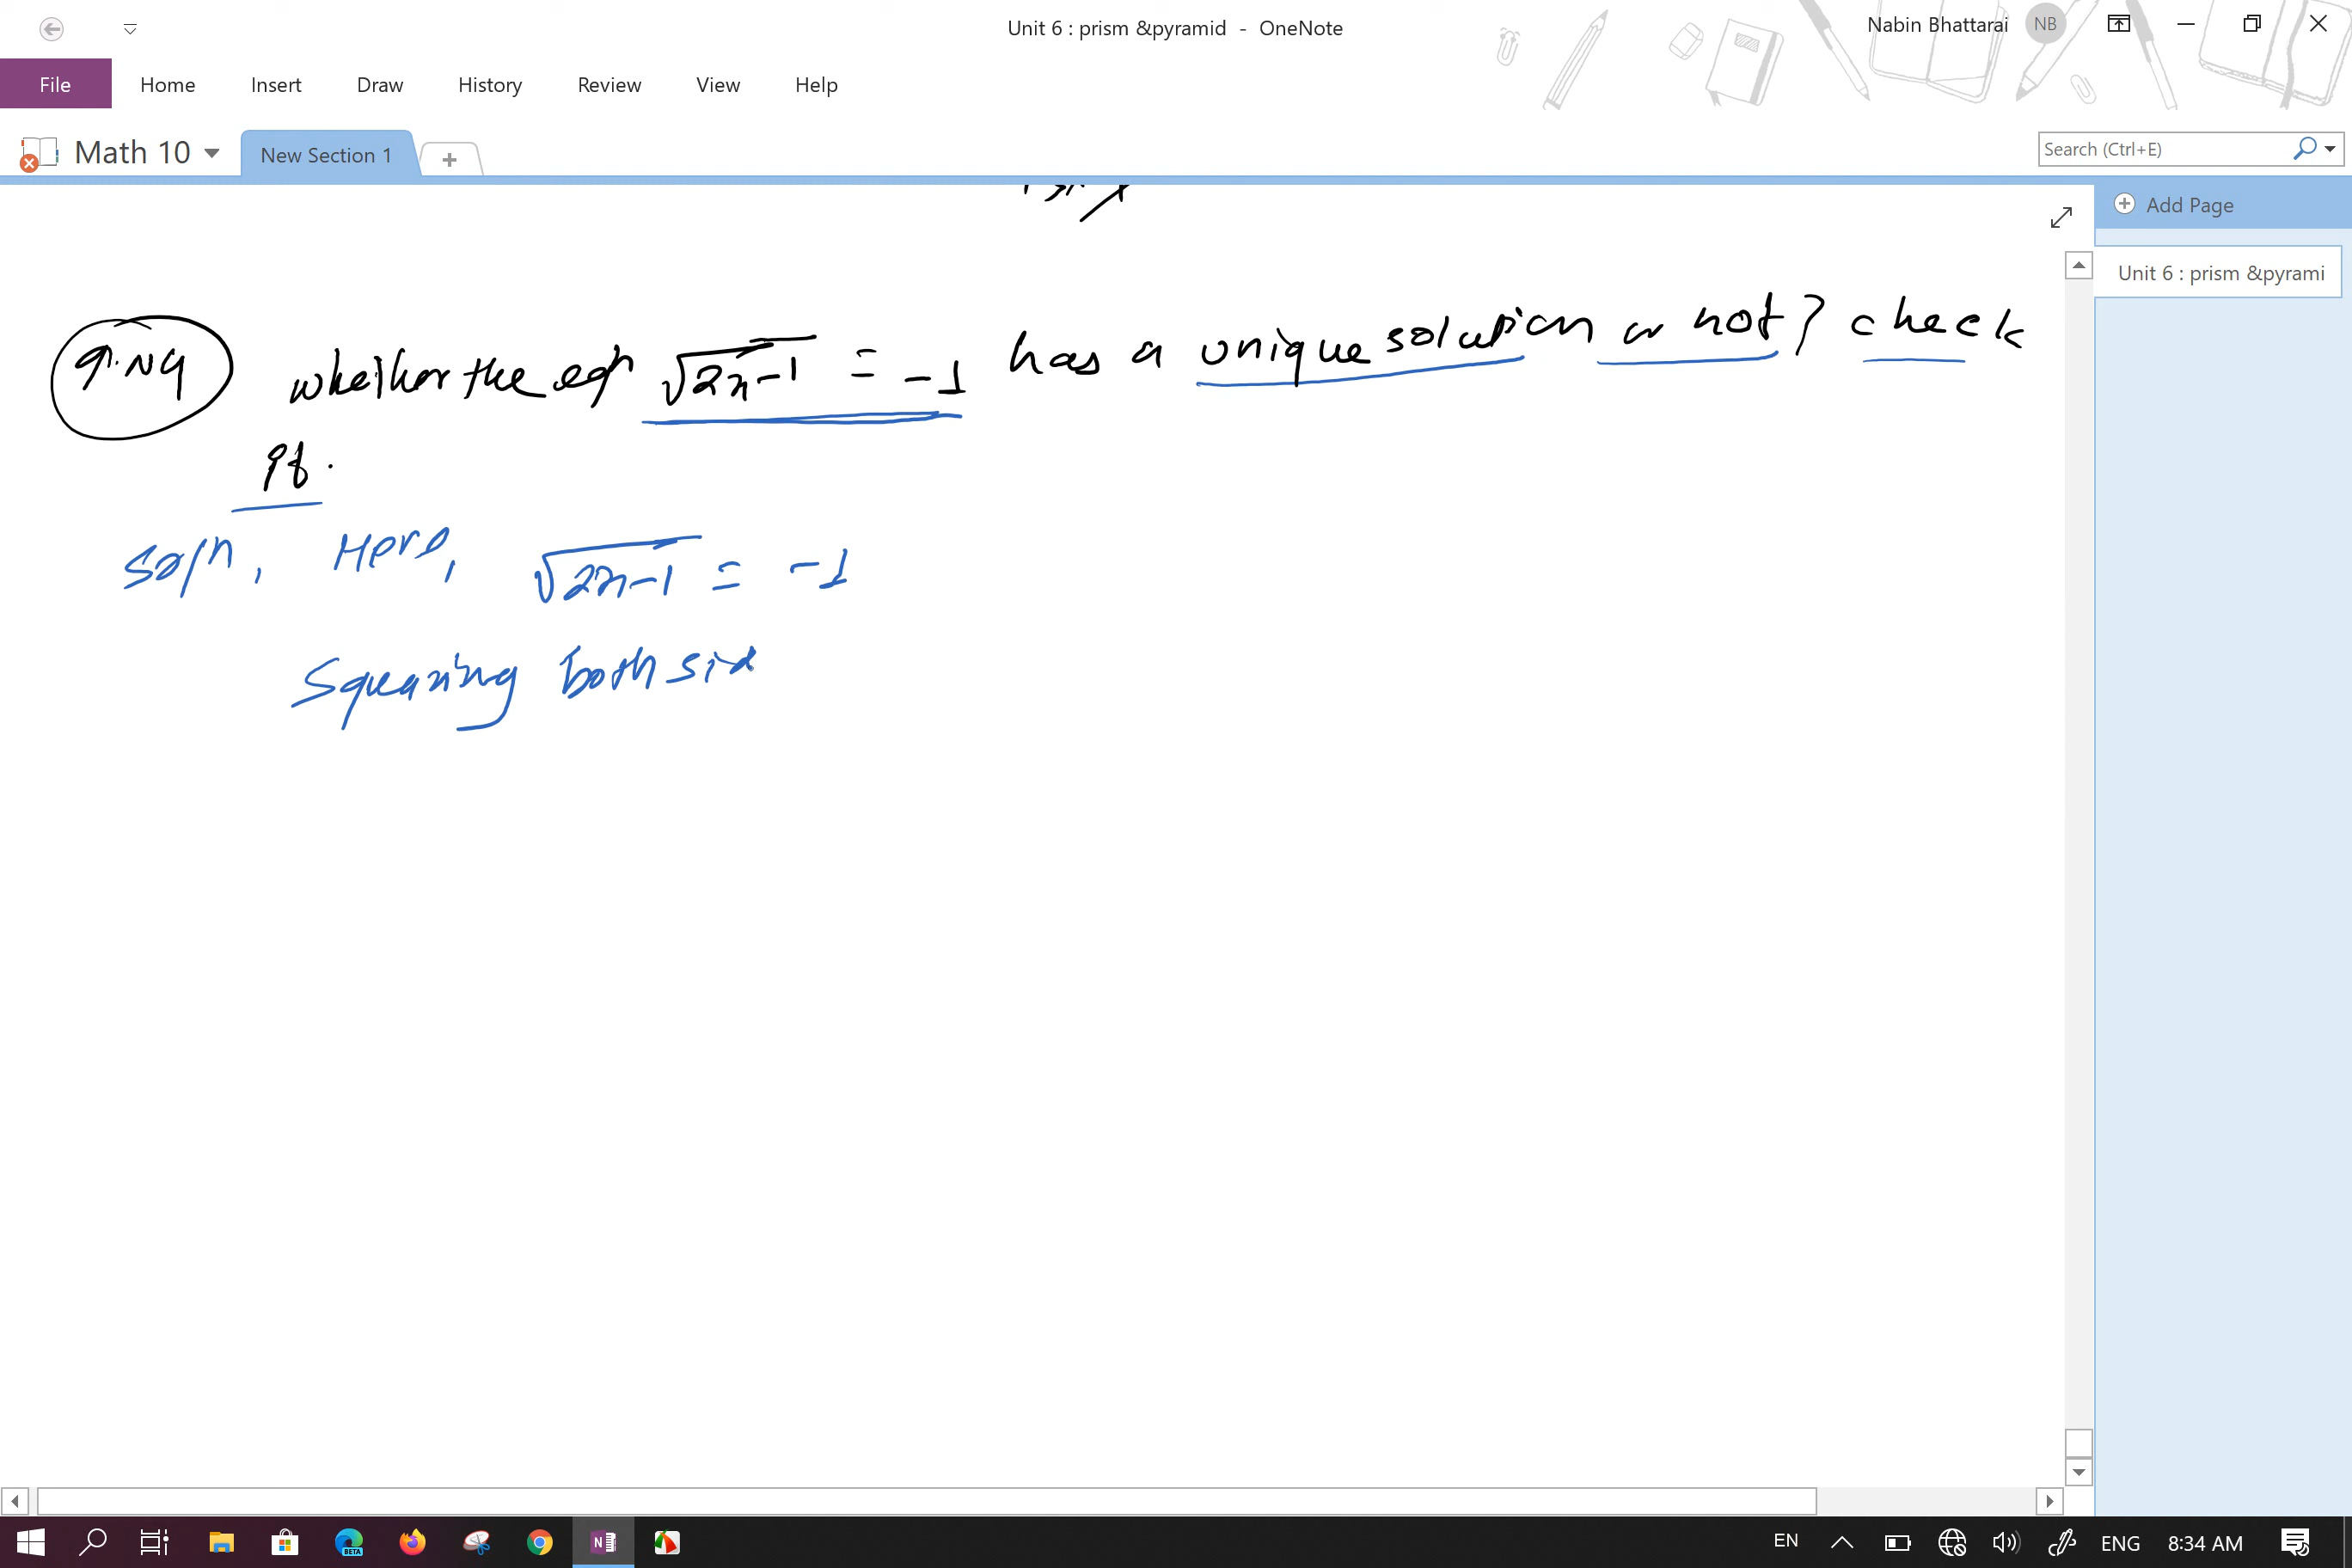 Unit 6 : prism &pyramid - OneNote
Nabin Bhattarai NB
File Home Insert Draw History Review View Help
Math 10 New Section 1 +
Search (Ctrl+E)
Add Page
Unit 6 : prism &pyrami
whether the eqn √2x-1 = -1 has a unique solution or not? check
it.
Soln, Here, √2x-1 = -1
Squaring both sid
BETA
N
EN ENG 8:34 AM